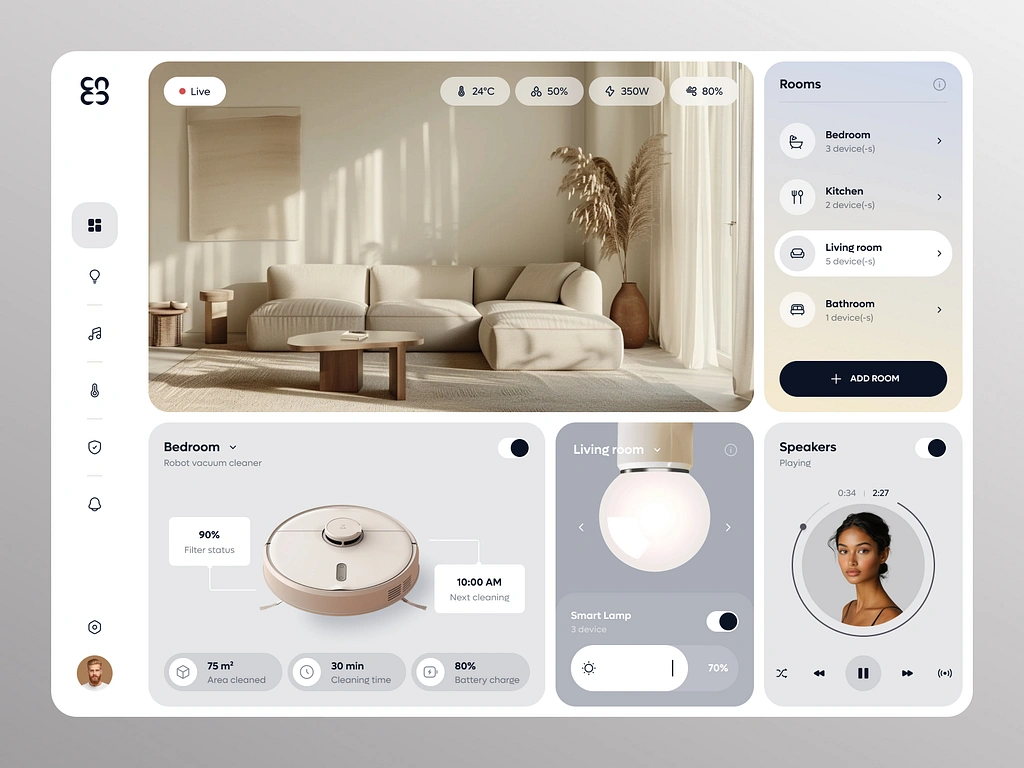 Live
24°C
50%
350W
80%
Rooms
Bedroom
3 device(-s)
Kitchen
2 device(-s)
Living room
5 device(-s)
Bathroom
1 device(-s)
ADD ROOM
Bedroom
Robot vacuum cleaner
90%
Filter status
10:00 AM
Next cleaning
75 m²
Area cleaned
30 min
Cleaning time
80%
Battery charge
Living room
Smart Lamp
3 device
70%
Speakers
Playing
0:34 | 2:27